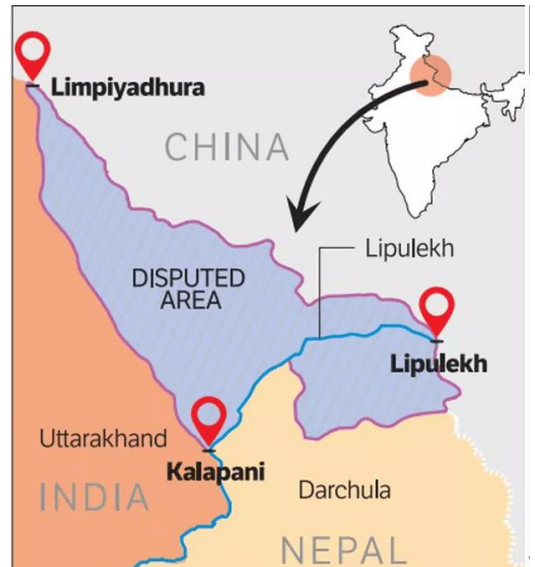 Limpiyadhura
CHINA
Lipulekh
DISPUTED
AREA
Lipulekh
Uttarakhand
Kalapani
INDIA
Darchula
NEPAL